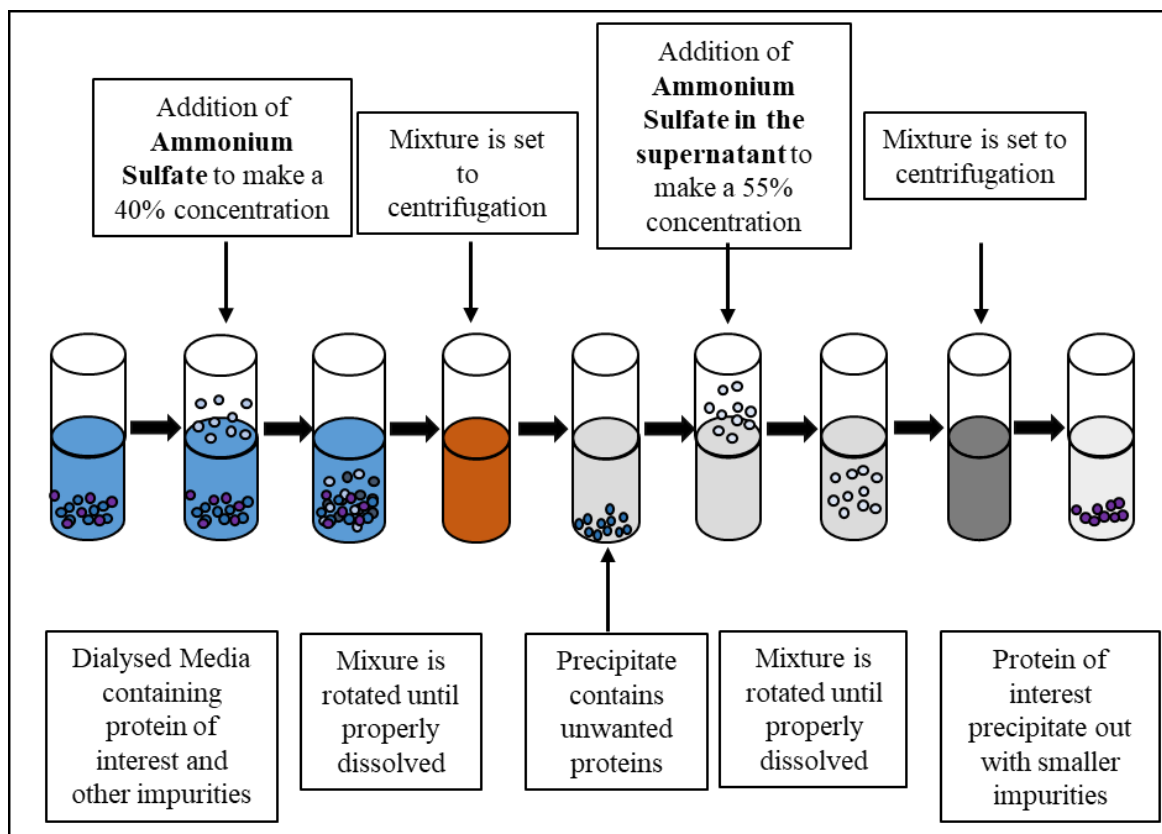 Addition of
Ammonium
Sulfate to make a
40% concentration
Mixture is set
to
centrifugation
Addition of
Ammonium
Sulfate in the
supernatant to
make a 55%
concentration
Mixture is set to
centrifugation
Dialysed Media
containing
protein of
interest and
other impurities
Mixure is
rotated until
properly
dissolved
Precipitate
contains
unwanted
proteins
Mixture is
rotated until
properly
dissolved
Protein of
interest
precipitate out
with smaller
impurities